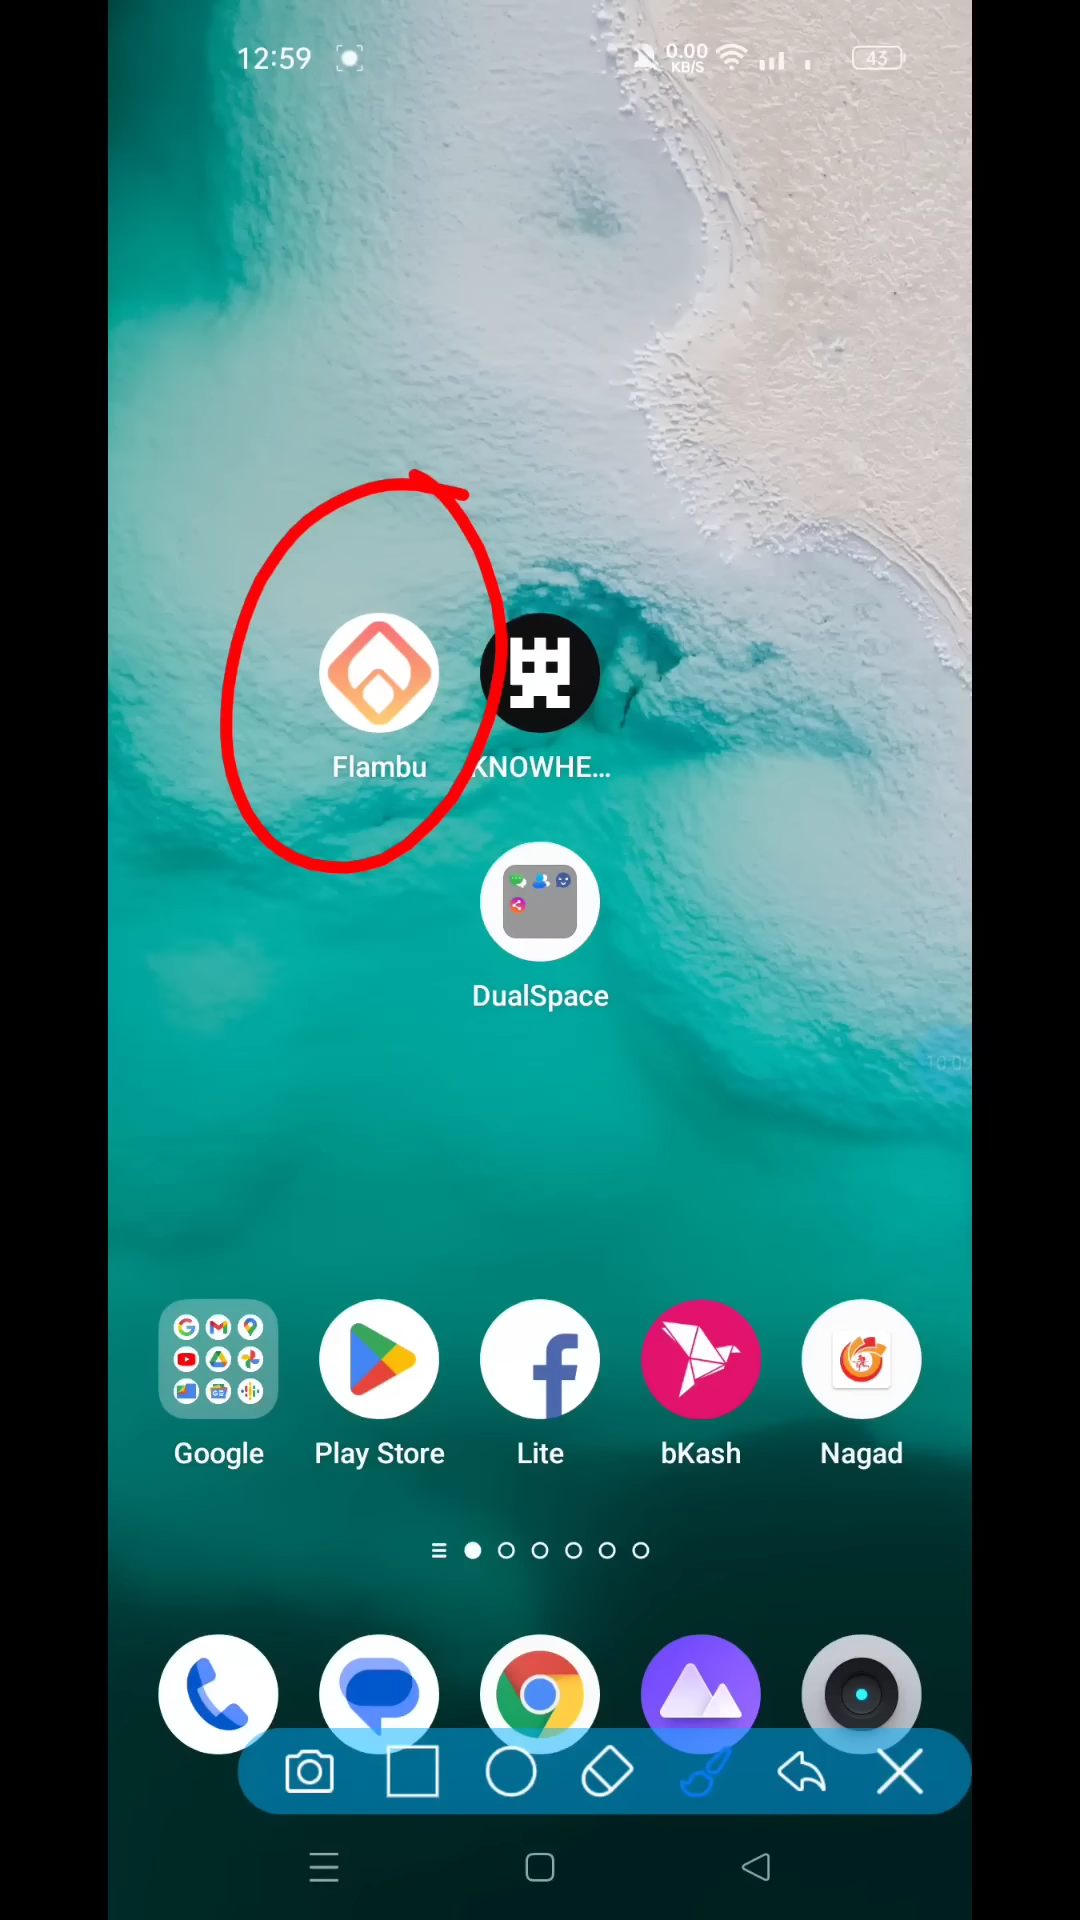 12:59
0.00
KB/S
43
Flambu
KNOWHE...
DualSpace
Google
Play Store
Lite
bKash
Nagad